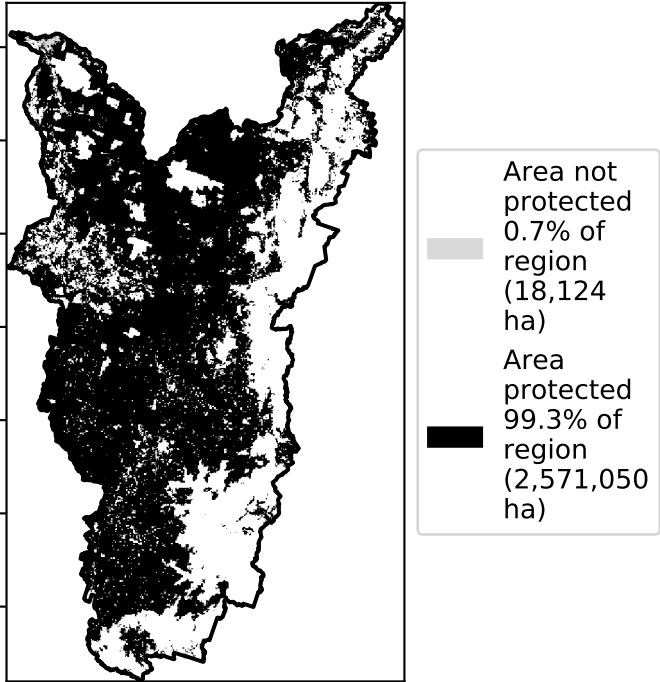 Area not
protected
0.7% of
region
(18,124
ha)
Area
protected
99.3% of
region
(2,571,050
ha)